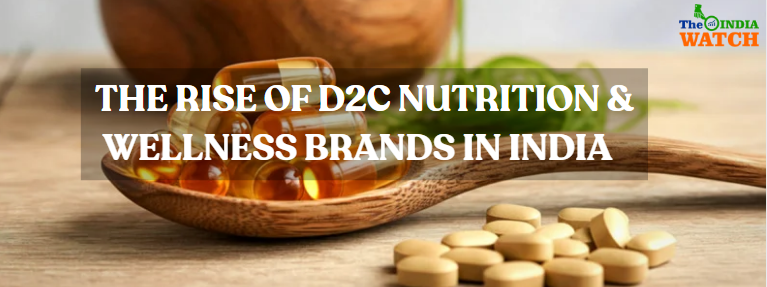 The INDIA
WATCH
THE RISE OF D2C NUTRITION &
WELLNESS BRANDS IN INDIA